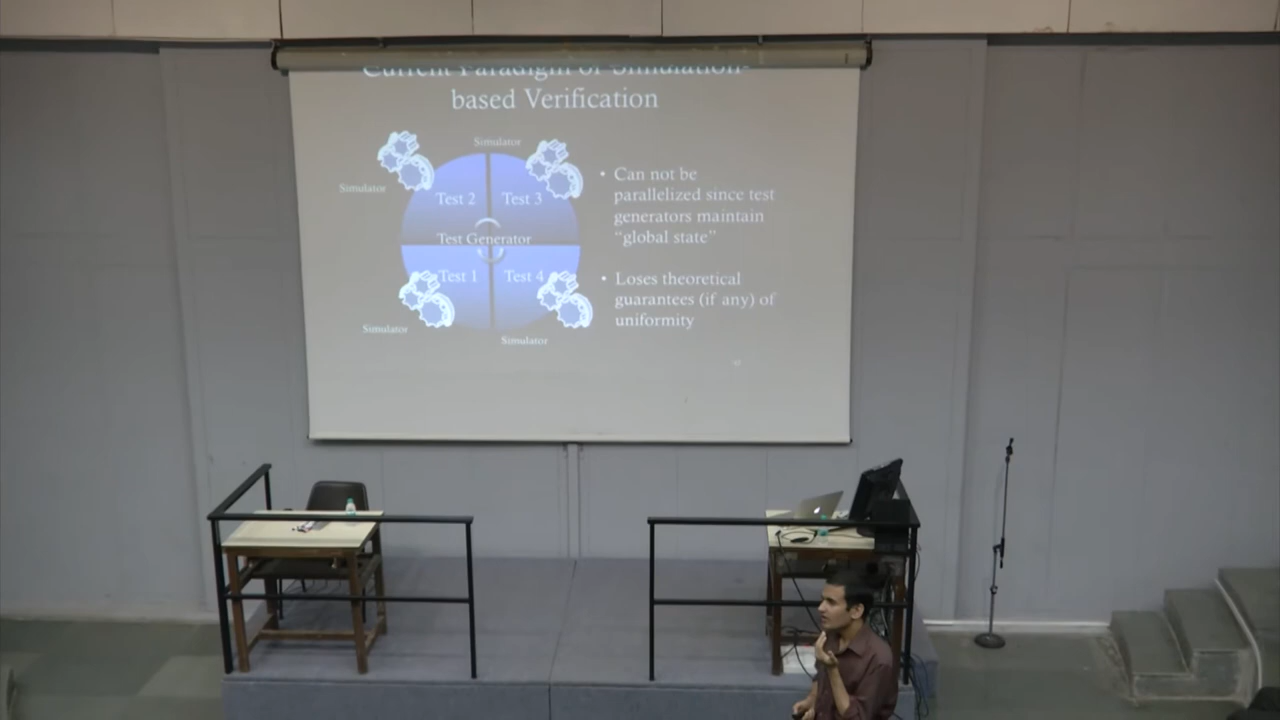 Current Paradigm of Simulation-
based Verification
Simulator
Simulator
Test 2
Test 3
Test Generator
Test 1
Test 4
Simulator
Simulator
• Can not be
parallelized since test
generators maintain
“global state”
• Loses theoretical
guarantees (if any) of
uniformity